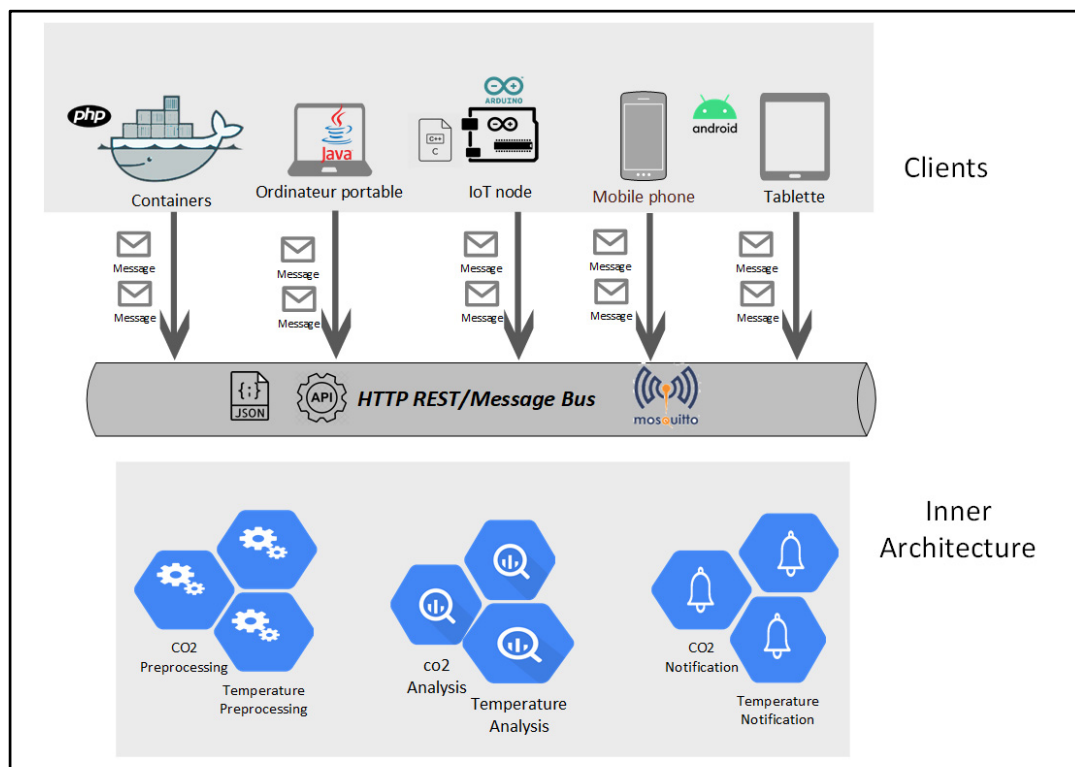 php
Containers
Java
Ordinateur portable
ARDUINO
C++
C
IoT node
Mobile phone
android
Tablette
Clients
Message
Message
Message
Message
Message
Message
Message
Message
Message
Message
{;}
JSON
API
HTTP REST/Message Bus
mosquitto
Inner
Architecture
CO2
Preprocessing
Temperature
Preprocessing
co2
Analysis
Temperature
Analysis
CO2
Notification
Temperature
Notification